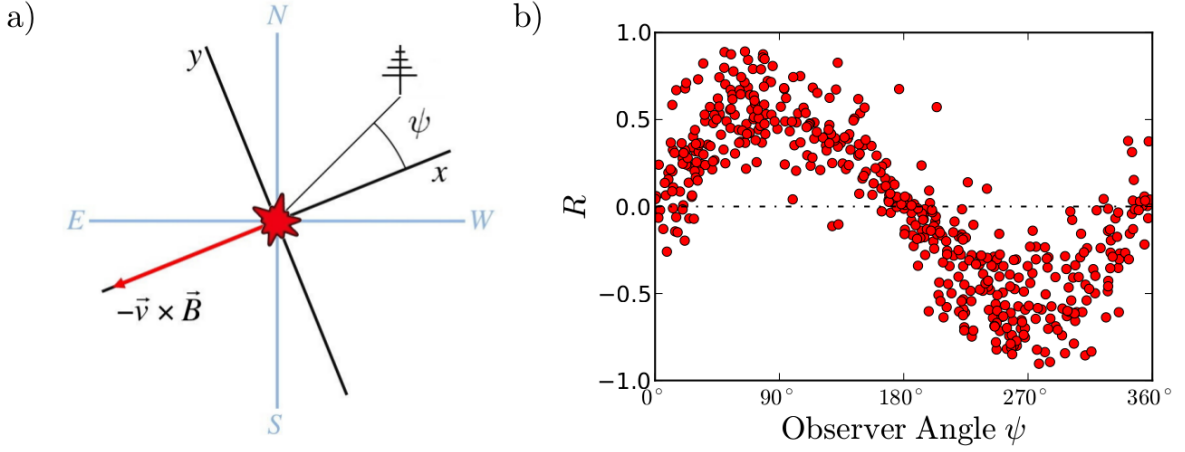 a)
N
y
ψ
x
E
W
−v⃗ × B⃗
S
b)
R
1.0
0.5
0.0
−0.5
−1.0
0° 90° 180° 270° 360°
Observer Angle ψ